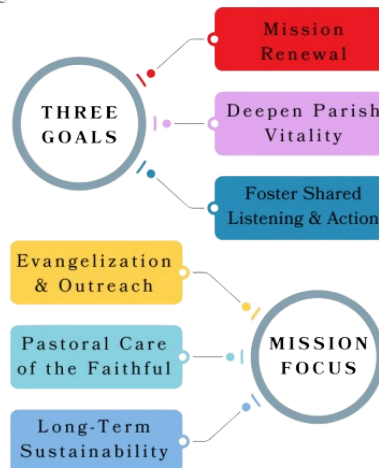 Mission
Renewal
THREE
GOALS
Deepen Parish
Vitality
Foster Shared
Listening & Action
Evangelization
& Outreach
Pastoral Care
of the Faithful
MISSION
FOCUS
Long-Term
Sustainability